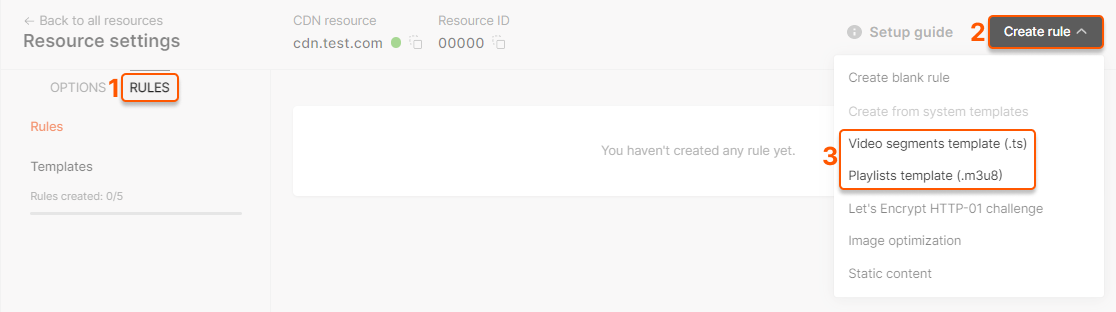 ← Back to all resources
Resource settings
CDN resource
cdn.test.com
Resource ID
00000
Setup guide
2
Create rule
1
OPTIONS
RULES
Rules
Templates
Rules created: 0/5
You haven't created any rule yet.
Create blank rule
Create from system templates
3
Video segments template (.ts)
Playlists template (.m3u8)
Let's Encrypt HTTP-01 challenge
Image optimization
Static content